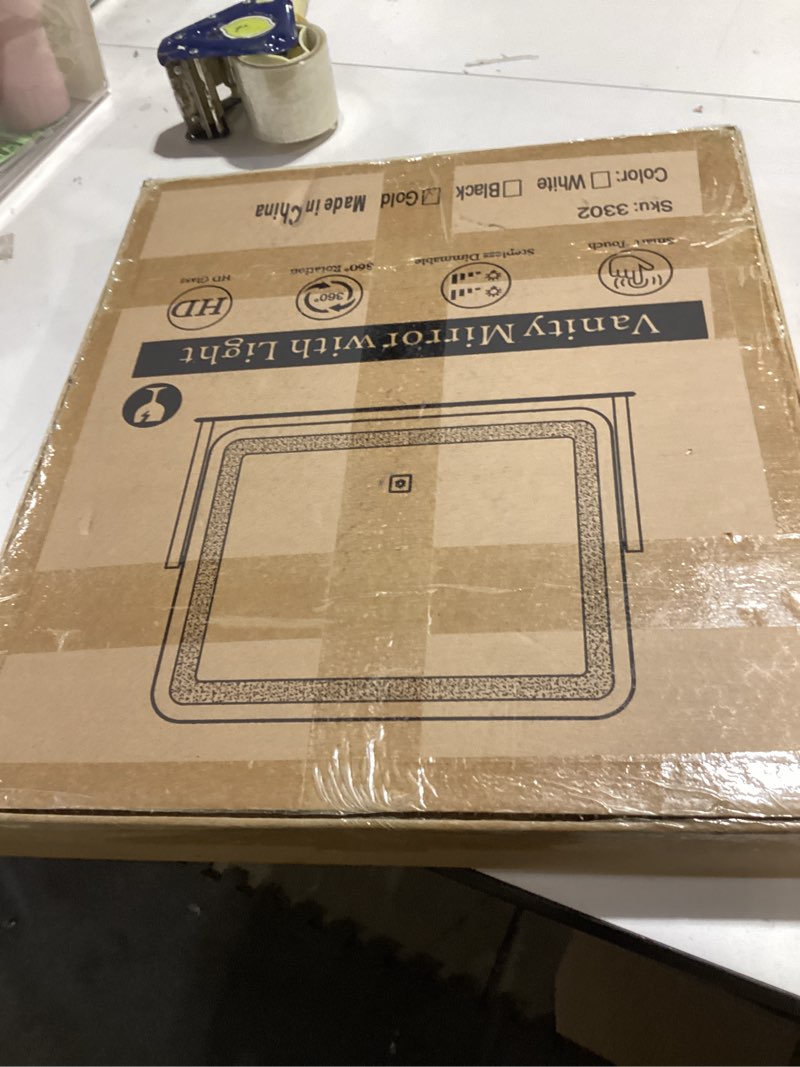 Vanity Mirror with Light
Smart Touch
Stepless Dimmable
360°
360° Rotation
HD
HD Glass
Sku: 3302
Color: ☐ White ☐ Black ☑ Gold Made in China